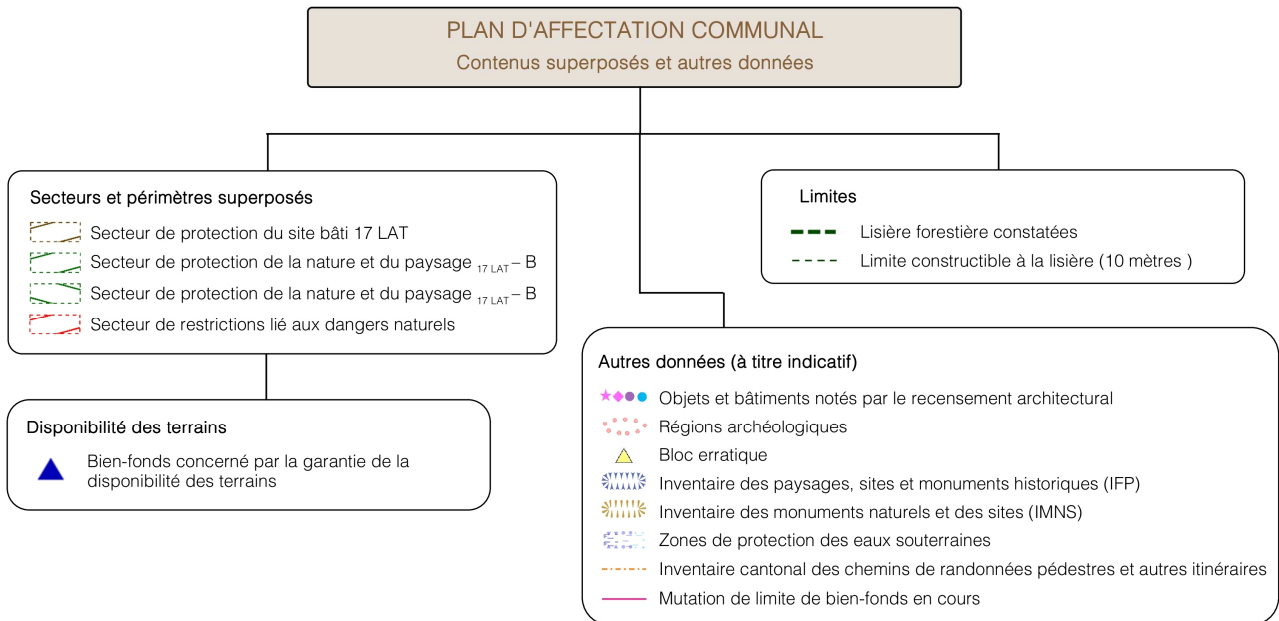 PLAN D'AFFECTATION COMMUNAL
Contenus superposés et autres données
Secteurs et périmètres superposés
Secteur de protection du site bâti 17 LAT
Secteur de protection de la nature et du paysage 17 LAT – B
Secteur de protection de la nature et du paysage 17 LAT – B
Secteur de restrictions lié aux dangers naturels
Limites
Lisière forestière constatées
Limite constructible à la lisière (10 mètres )
Disponibilité des terrains
Bien-fonds concerné par la garantie de la
disponibilité des terrains
Autres données (à titre indicatif)
Objets et bâtiments notés par le recensement architectural
Régions archéologiques
Bloc erratique
Inventaire des paysages, sites et monuments historiques (IFP)
Inventaire des monuments naturels et des sites (IMNS)
Zones de protection des eaux souterraines
Inventaire cantonal des chemins de randonnées pédestres et autres itinéraires
Mutation de limite de bien-fonds en cours